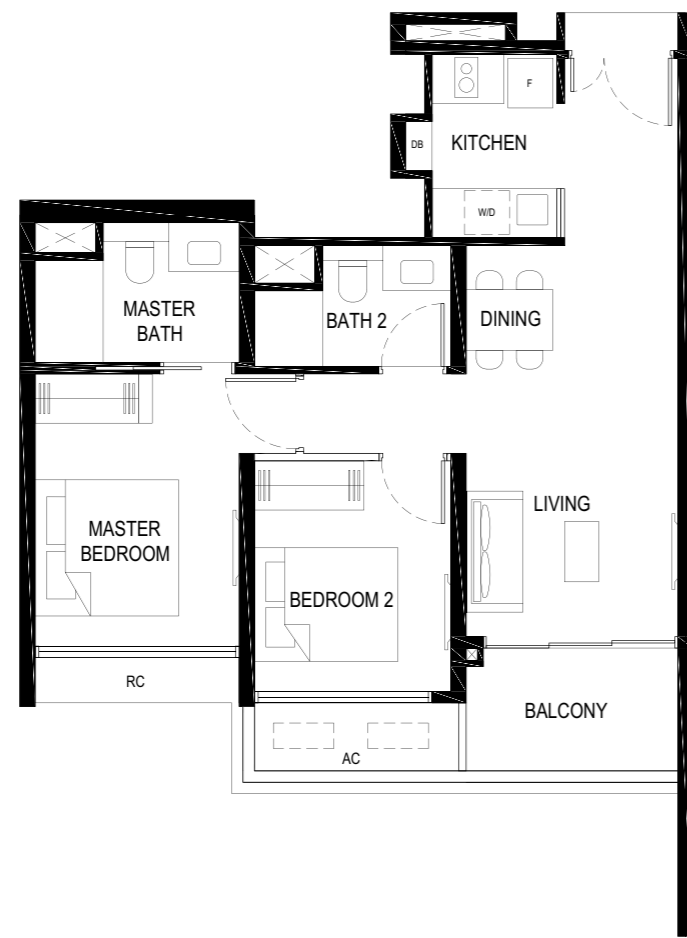 F
DB
KITCHEN
W/D
MASTER
BATH
BATH 2
DINING
LIVING
MASTER
BEDROOM
BEDROOM 2
RC
BALCONY
AC